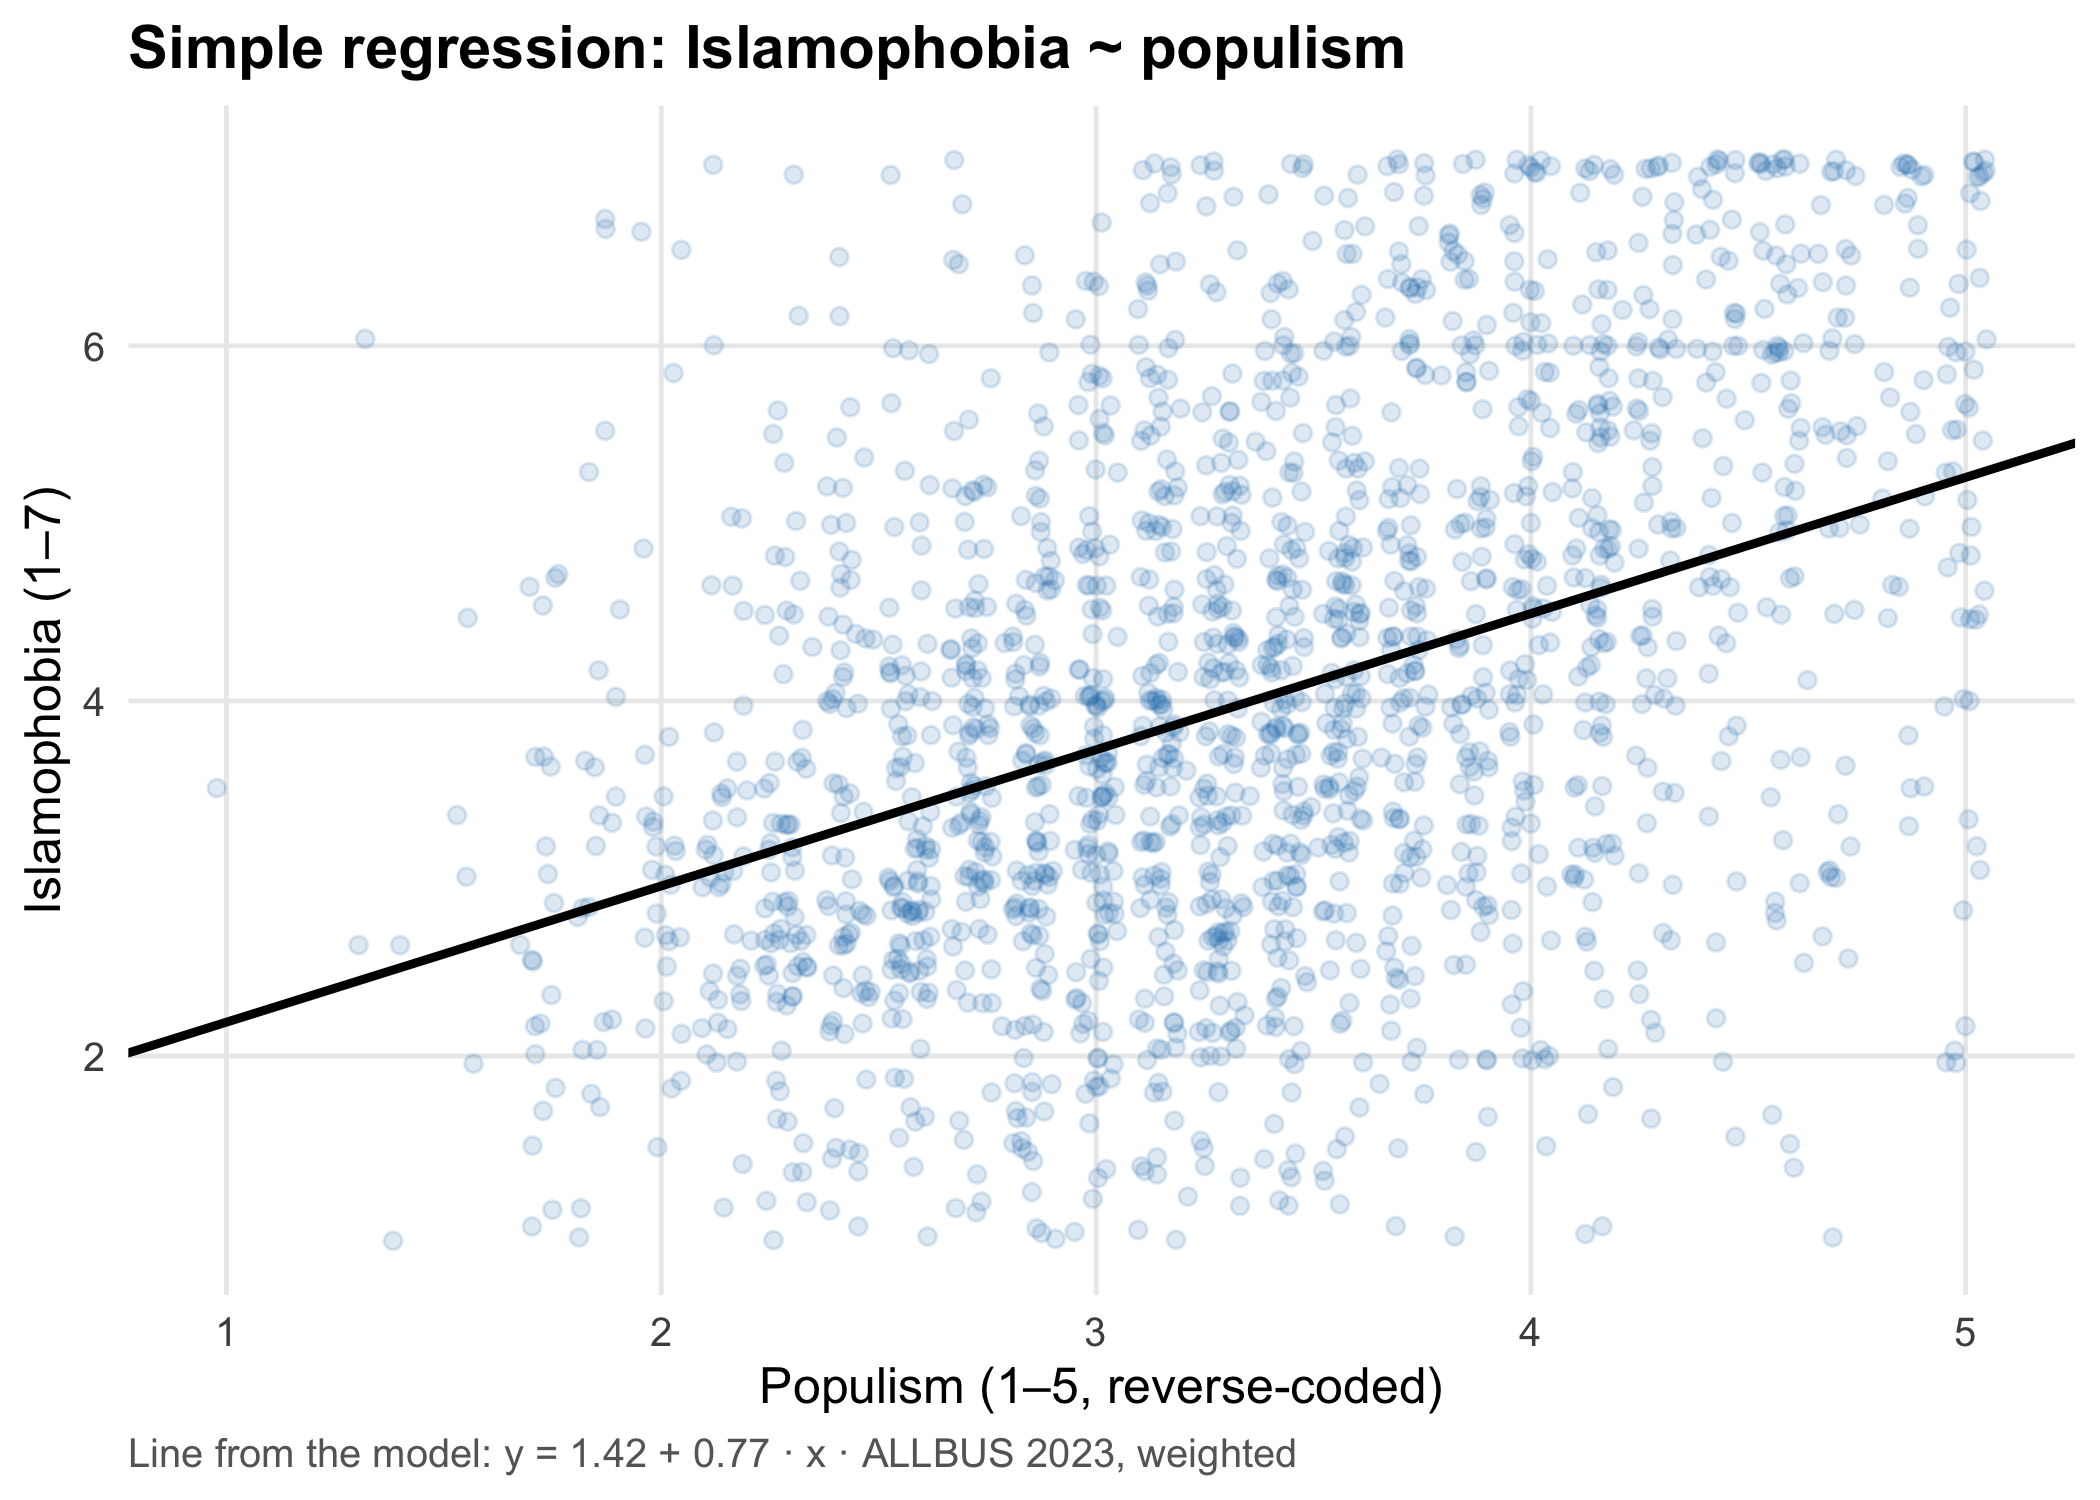 Simple regression: Islamophobia ~ populism
Islamophobia (1–7)
6
4
2
1
2
3
4
5
Populism (1–5, reverse-coded)
Line from the model: y = 1.42 + 0.77 · x · ALLBUS 2023, weighted